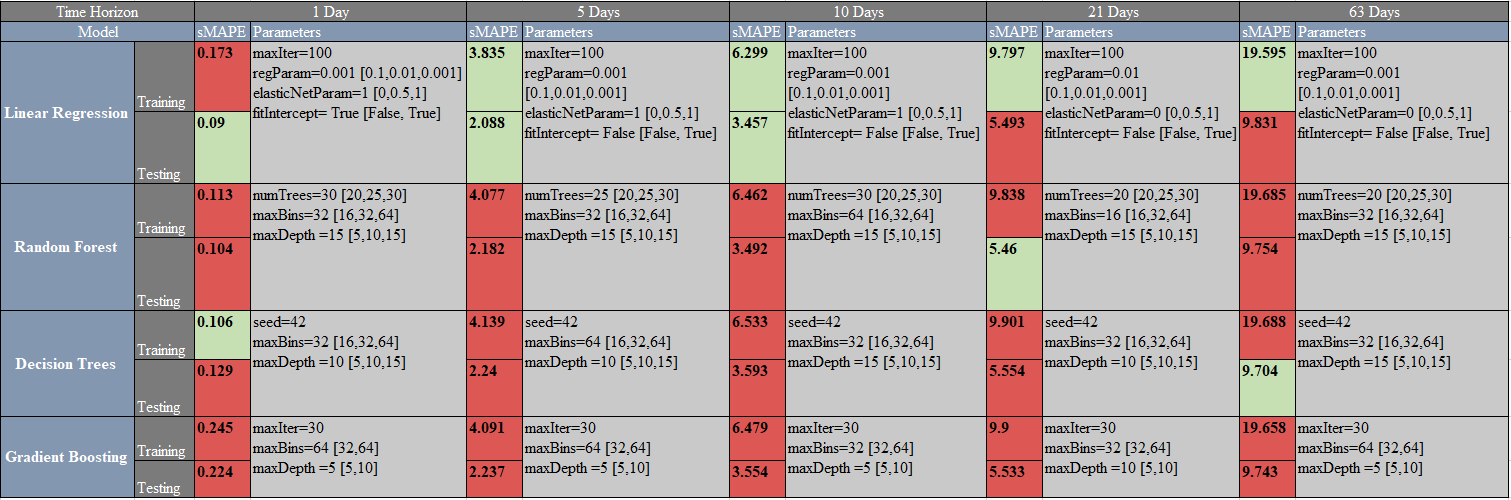 Time Horizon 1 Day 5 Days 10 Days 21 Days 63 Days
Model sMAPE Parameters sMAPE Parameters sMAPE Parameters sMAPE Parameters sMAPE Parameters
Linear Regression
Training
0.173
Testing
0.09
maxIter=100
regParam=0.001 [0.1,0.01,0.001]
elasticNetParam=1 [0,0.5,1]
fitIntercept= True [False, True]
3.835
2.088
maxIter=100
regParam=0.001
[0.1,0.01,0.001]
elasticNetParam=1 [0,0.5,1]
fitIntercept= False [False, True]
6.299
3.457
maxIter=100
regParam=0.001
[0.1,0.01,0.001]
elasticNetParam=1 [0,0.5,1]
fitIntercept= False [False, True]
9.797
5.493
maxIter=100
regParam=0.01
[0.1,0.01,0.001]
elasticNetParam=0 [0,0.5,1]
fitIntercept= False [False, True]
19.595
9.831
maxIter=100
regParam=0.001
[0.1,0.01,0.001]
elasticNetParam=0 [0,0.5,1]
fitIntercept= False [False, True]
Random Forest
Training
0.113
Testing
0.104
numTrees=30 [20,25,30]
maxBins=32 [16,32,64]
maxDepth =15 [5,10,15]
4.077
2.182
numTrees=25 [20,25,30]
maxBins=32 [16,32,64]
maxDepth =15 [5,10,15]
6.462
3.492
numTrees=30 [20,25,30]
maxBins=64 [16,32,64]
maxDepth =15 [5,10,15]
9.838
5.46
numTrees=20 [20,25,30]
maxBins=16 [16,32,64]
maxDepth =15 [5,10,15]
19.685
9.754
numTrees=20 [20,25,30]
maxBins=32 [16,32,64]
maxDepth =15 [5,10,15]
Decision Trees
Training
0.106
Testing
0.129
seed=42
maxBins=32 [16,32,64]
maxDepth =10 [5,10,15]
4.139
2.24
seed=42
maxBins=64 [16,32,64]
maxDepth =10 [5,10,15]
6.533
3.593
seed=42
maxBins=32 [16,32,64]
maxDepth =15 [5,10,15]
9.901
5.554
seed=42
maxBins=32 [16,32,64]
maxDepth =10 [5,10,15]
19.688
9.704
seed=42
maxBins=32 [16,32,64]
maxDepth =15 [5,10,15]
Gradient Boosting
Training
0.245
Testing
0.224
maxIter=30
maxBins=64 [32,64]
maxDepth =5 [5,10]
4.091
2.237
maxIter=30
maxBins=64 [32,64]
maxDepth =5 [5,10]
6.479
3.554
maxIter=30
maxBins=32 [32,64]
maxDepth =5 [5,10]
9.9
5.533
maxIter=30
maxBins=32 [32,64]
maxDepth =10 [5,10]
19.658
9.743
maxIter=30
maxBins=64 [32,64]
maxDepth =5 [5,10]